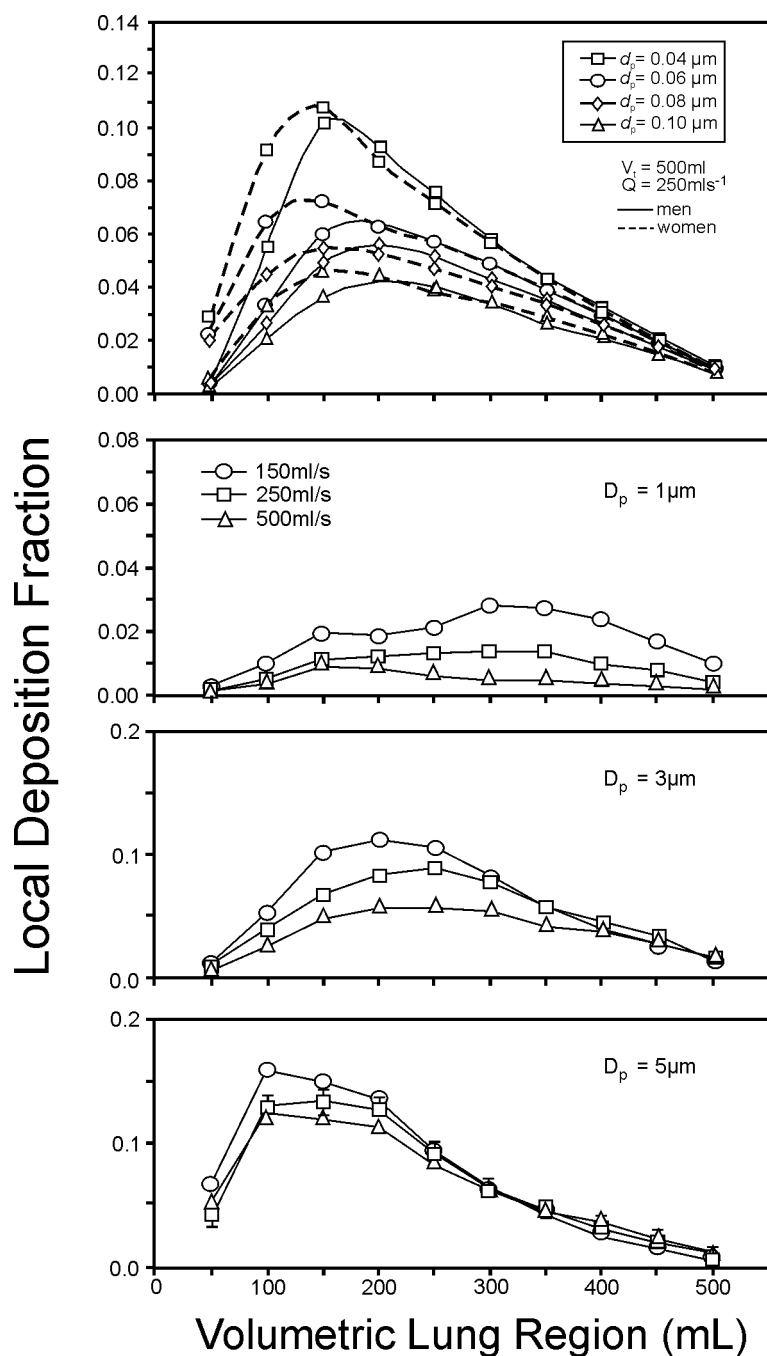 0.14
0.12
0.10
0.08
0.06
0.04
0.02
0.00
dp= 0.04 µm
dp= 0.06 µm
dp= 0.08 µm
dp= 0.10 µm
Vt = 500ml
Q = 250mls-1
men
women
0.08
0.06
0.04
0.02
0.00
150ml/s
250ml/s
500ml/s
Dp = 1µm
0.2
0.1
0.0
Dp = 3µm
0.2
0.1
0.0
Dp = 5µm
0 100 200 300 400 500
Local Deposition Fraction
Volumetric Lung Region (mL)